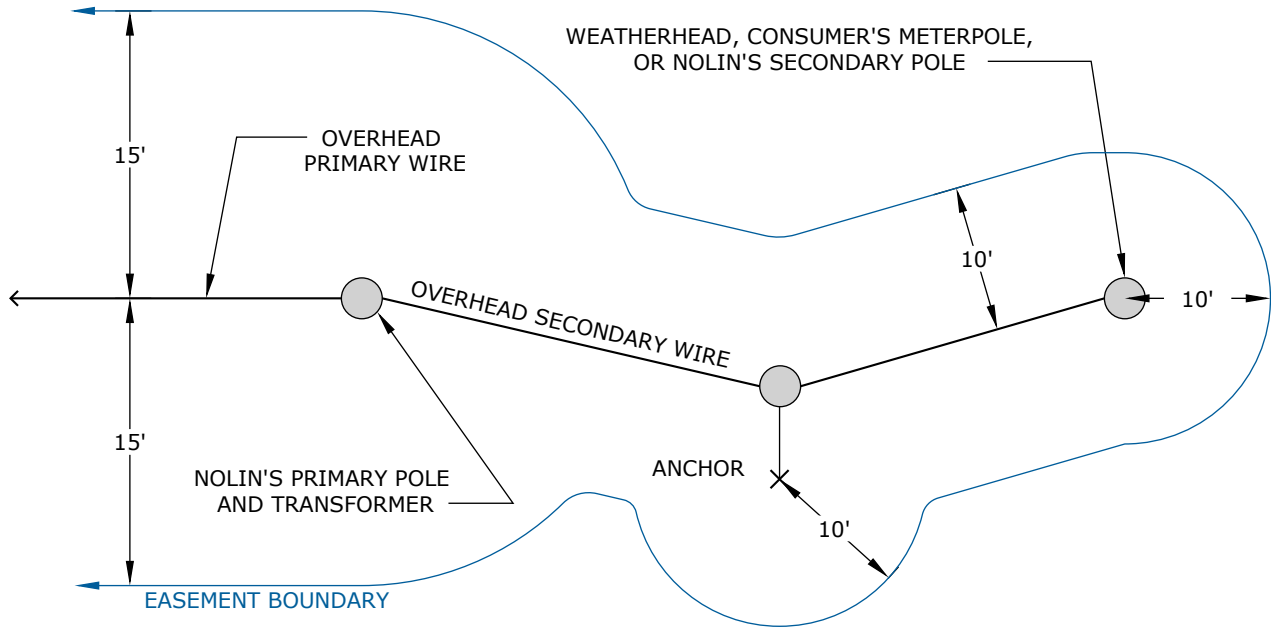 WEATHERHEAD, CONSUMER'S METERPOLE,
OR NOLIN'S SECONDARY POLE
OVERHEAD
PRIMARY WIRE
15'
10'
10'
OVERHEAD SECONDARY WIRE
15'
NOLIN'S PRIMARY POLE
AND TRANSFORMER
ANCHOR
10'
EASEMENT BOUNDARY